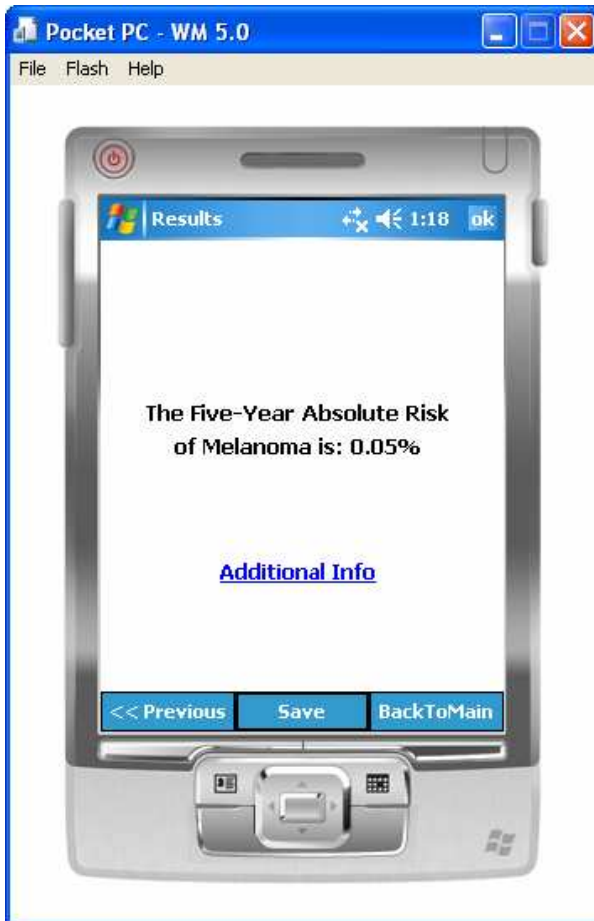 Pocket PC - WM 5.0
File Flash Help
Results 1:18 ok
The Five-Year Absolute Risk
of Melanoma is: 0.05%
Additional Info
<< Previous Save BackToMain